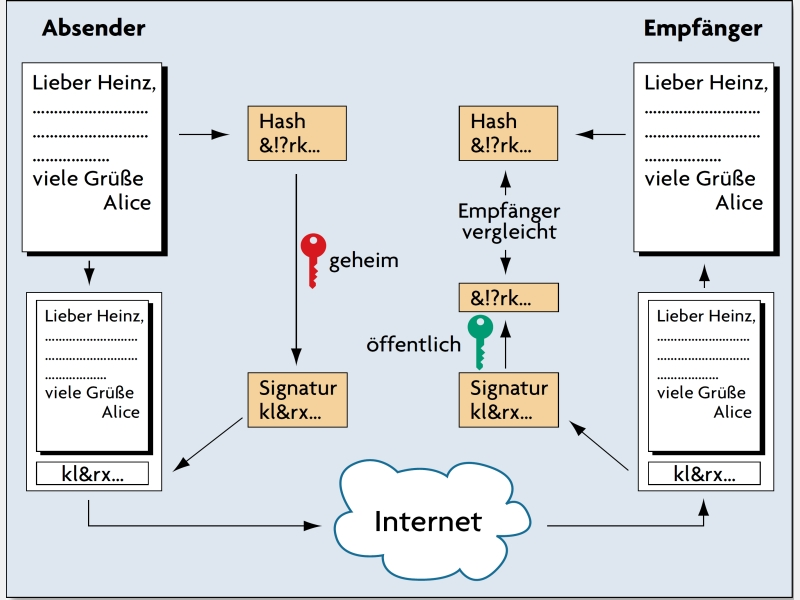 Absender
Empfänger
Lieber Heinz,
................................
................................
.....................
viele Grüße
Alice
Hash
&!?rk...
Hash
&!?rk...
Lieber Heinz,
................................
................................
.....................
viele Grüße
Alice
Empfänger
vergleicht
geheim
&!?rk...
öffentlich
Lieber Heinz,
................................
................................
.....................
viele Grüße
Alice
kl&rx...
Signatur
kl&rx...
Signatur
kl&rx...
Lieber Heinz,
................................
................................
.....................
viele Grüße
Alice
kl&rx...
Internet